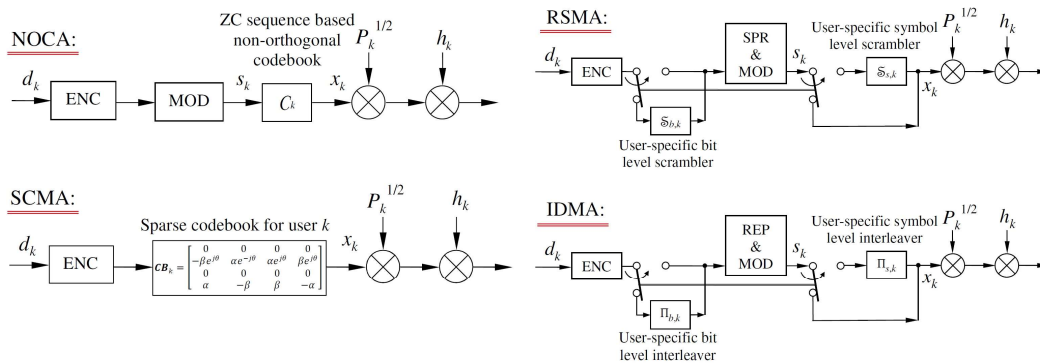 NOCA:
ZC sequence based
non-orthogonal
codebook
P_k^{1/2}
h_k
d_k
ENC
MOD
s_k
C_k
x_k
RSMA:
d_k
ENC
SPR
&
MOD
s_k
User-specific symbol
level scrambler
P_k^{1/2}
h_k
𝕊_{s,k}
x_k
𝕊_{b,k}
User-specific bit
level scrambler
SCMA:
Sparse codebook for user k
P_k^{1/2}
h_k
d_k
ENC
CB_k =
0 0 0 0
-βe^{jθ} αe^{-jθ} αe^{jθ} βe^{jθ}
0 0 0 0
α -β β -α
x_k
IDMA:
d_k
ENC
REP
&
MOD
s_k
User-specific symbol
level interleaver
P_k^{1/2}
h_k
Π_{s,k}
x_k
Π_{b,k}
User-specific bit
level interleaver